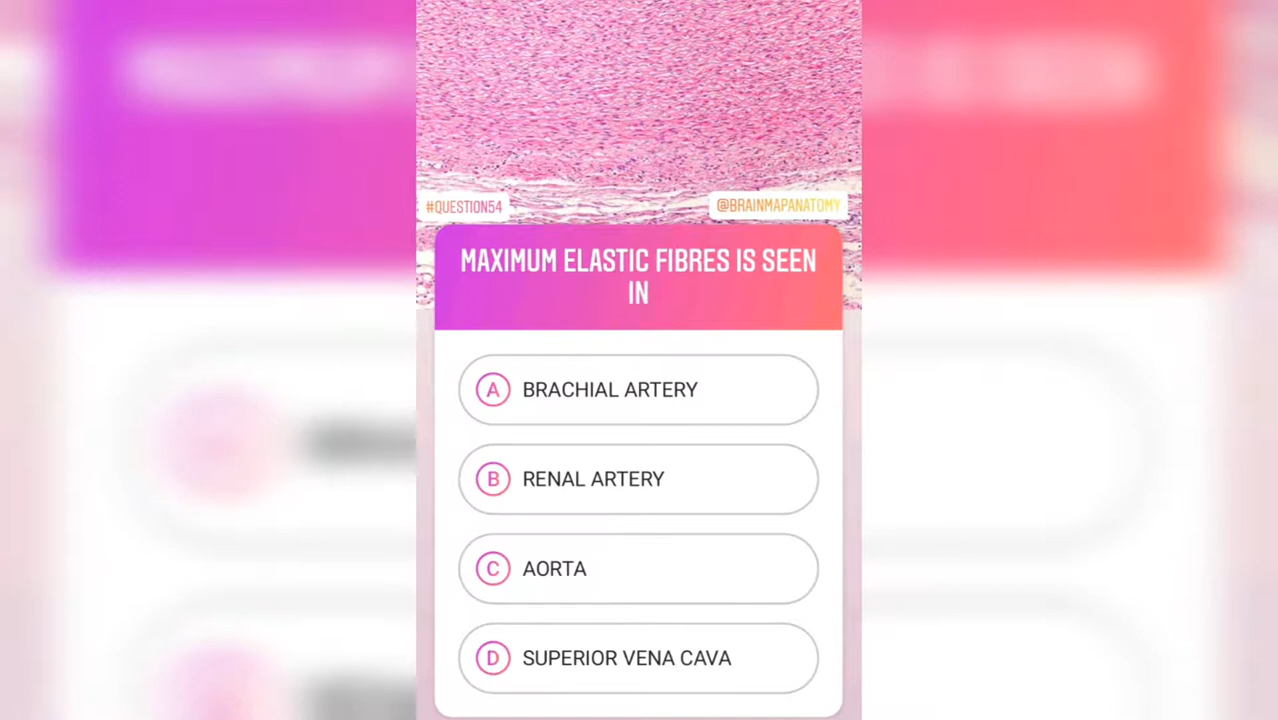 #QUESTION54
@BRAINMAPANATOMY
MAXIMUM ELASTIC FIBRES IS SEEN
IN
A BRACHIAL ARTERY
B RENAL ARTERY
C AORTA
D SUPERIOR VENA CAVA